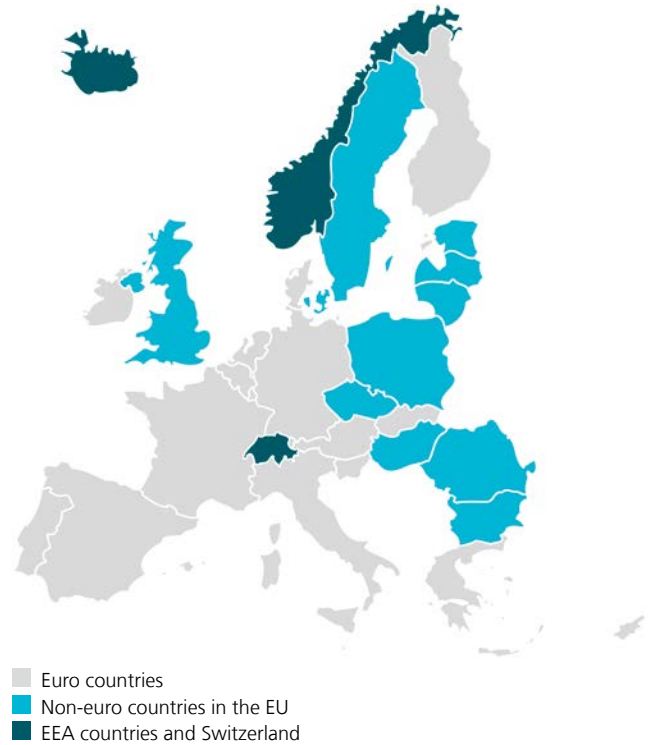 Euro countries
Non-euro countries in the EU
EEA countries and Switzerland